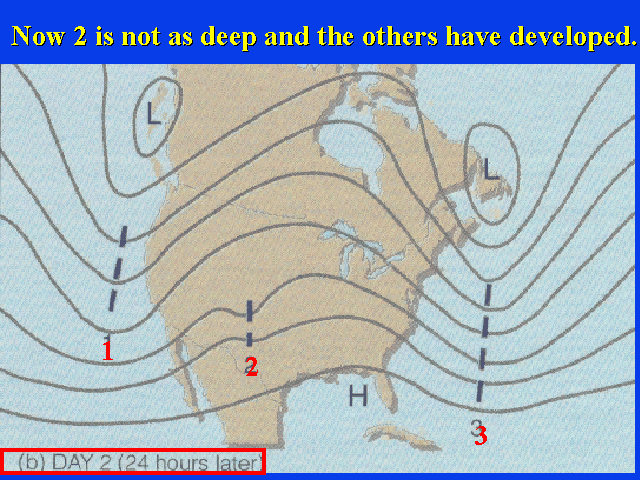 Now 2 is not as deep and the others have developed.
L
L
1
2
H
3
3
(b) DAY 2 (24 hours later)